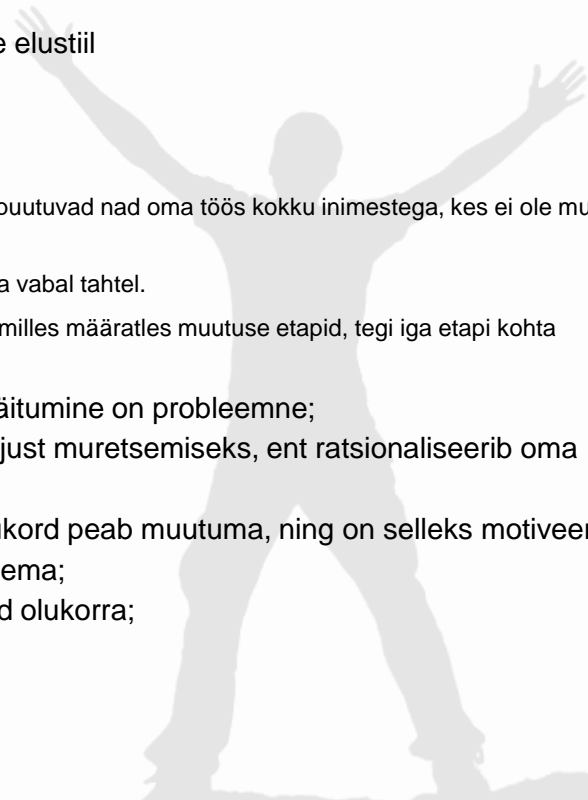 e elustiil
puutuvad nad oma töös kokku inimestega, kes ei ole mu
a vabal tahtel.
milles määratles muutuse etapid, tegi iga etapi kohta
äitumine on probleemne;
just muretsemiseks, ent ratsionaliseerib oma
kord peab muutuma, ning on selleks motiveer
ema;
d olukorra;